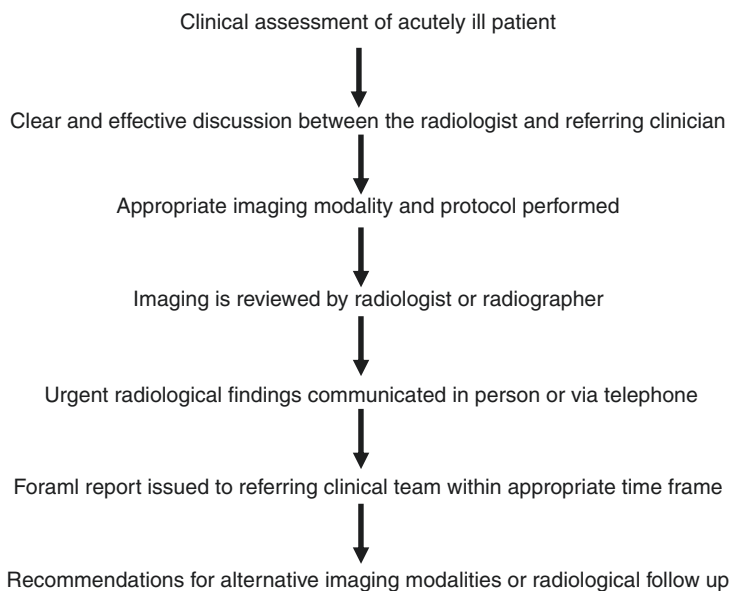 Clinical assessment of acutely ill patient
Clear and effective discussion between the radiologist and referring clinician
Appropriate imaging modality and protocol performed
Imaging is reviewed by radiologist or radiographer
Urgent radiological findings communicated in person or via telephone
Foraml report issued to referring clinical team within appropriate time frame
Recommendations for alternative imaging modalities or radiological follow up